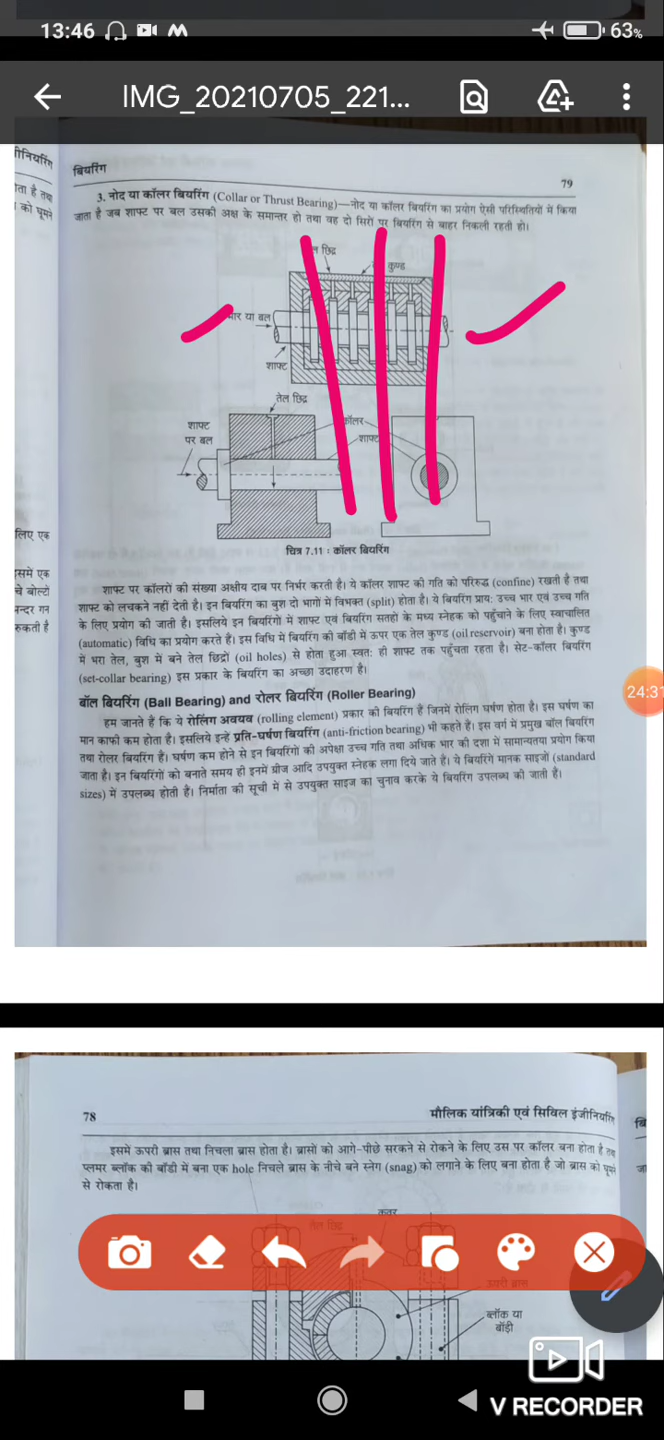 13:46 63%
IMG_20210705_221...
बियरिंग
79
3. नोद या कॉलर बियरिंग (Collar or Thrust Bearing)—नोद या कॉलर बियरिंग का प्रयोग ऐसी परिस्थितियों में किया
जाता है जब शाफ्ट पर बल उसकी अक्ष के समान्तर हो तथा वह दो सिरों पर बियरिंग से बाहर निकली रहती हो।
छिद्र
कुण्ड
या बल
शाफ्ट
तेल छिद्र
शाफ्ट
पर बल
कॉलर
शाफ्ट
चित्र 7.11 : कॉलर बियरिंग
शाफ्ट पर कॉलरों की संख्या अक्षीय दाब पर निर्भर करती है। ये कॉलर शाफ्ट की गति को परिरुद्ध (confine) रखती है तथा
शाफ्ट को लचकने नहीं देती है। इन बियरिंग का बुश दो भागों में विभक्त (split) होता है। ये बियरिंग प्रायः उच्च भार एवं उच्च गति
के लिए प्रयोग की जाती है। इसलिये इन बियरिंगों में शाफ्ट एवं बियरिंग सतहों के मध्य स्नेहक को पहुँचाने के लिए स्वाचालित
(automatic) विधि का प्रयोग करते है। इस विधि में बियरिंग की बॉडी में ऊपर एक तेल कुण्ड (oil reservoir) बना होता है। कुण्ड
में भरा तेल, बुश में बने तेल छिद्रों (oil holes) से होता हुआ स्वतः ही शाफ्ट तक पहुँचता रहता है। सेट-कॉलर बियरिंग
(set-collar bearing) इस प्रकार के बियरिंग का अच्छा उदाहरण है।
बॉल बियरिंग (Ball Bearing) and रोलर बियरिंग (Roller Bearing)
हम जानते है कि ये रोलिंग अवयव (rolling element) प्रकार की बियरिंग है जिनमें रोलिंग घर्षण होता है। इस घर्षण का
मान काफी कम होता है। इसलिये इन्हे प्रति-घर्षण बियरिंग (anti-friction bearing) भी कहते हैं। इस वर्ग में प्रमुख बॉल बियरिंग
तथा रोलर बियरिंग हैं। घर्षण कम होने से इन बियरिंगों की अपेक्षा उच्च गति तथा अधिक भार की दशा में सामान्यतया प्रयोग किया
जाता है। इन बियरिंगों को बनाते समय ही इनमें ग्रीज आदि उपयुक्त स्नेहक लगा दिये जाते है। ये बियरिंगे मानक साइजों (standard
sizes) में उपलब्ध होती हैं। निर्माता की सूची में से उपयुक्त साइज का चुनाव करके ये बियरिंग उपलब्ध की जाती हैं।
24:31
78
मौलिक यांत्रिकी एवं सिविल इंजीनियरिंग
इसमें ऊपरी ब्रास तथा निचला ब्रास होता है। ब्रासों को आगे-पीछे सरकने से रोकने के लिए उस पर कॉलर बना होता है तथा
प्लमर ब्लॉक की बॉडी में बना एक hole निचले ब्रास के नीचे बने स्नेग (snag) को लगाने के लिए बना होता है जो ब्रास को घूमने
से रोकता है।
तेल छिद्र
कवर
ऊपरी ब्रास
ब्लॉक या
बॉडी
V RECORDER